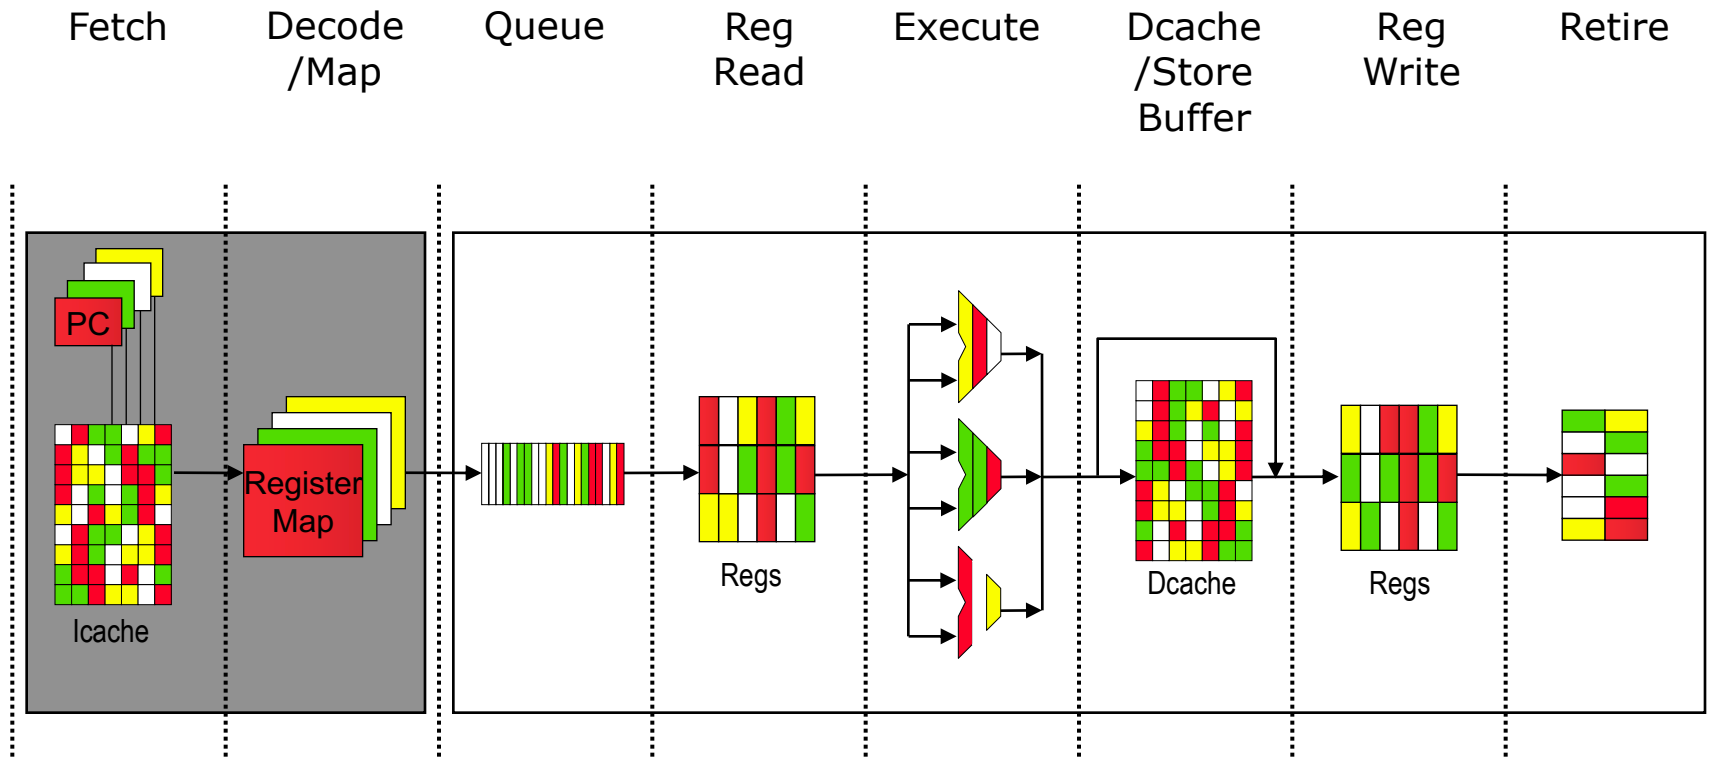 Fetch
Decode
/Map
Queue
Reg
Read
Execute
Dcache
/Store
Buffer
Reg
Write
Retire
PC
Register
Map
Icache
Regs
Dcache
Regs